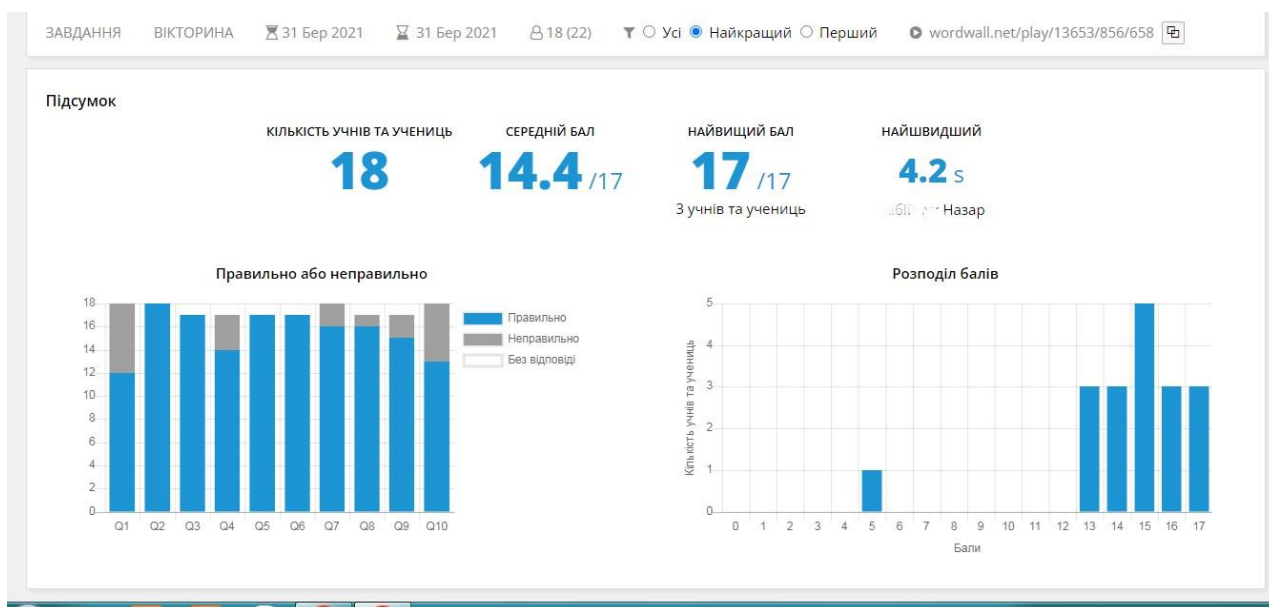 ЗАВДАННЯ ВІКТОРИНА 31 Бер 2021 31 Бер 2021 18 (22) Усі Найкращий Перший wordwall.net/play/13653/856/658
Підсумок
КІЛЬКІСТЬ УЧНІВ ТА УЧЕНИЦЬ СЕРЕДНІЙ БАЛ НАЙВИЩИЙ БАЛ НАЙШВИДШИЙ
18 14.4 /17 17 /17 4.2 s
3 учнів та учениць Назар
Правильно або неправильно
18
16
14
12
10
8
6
4
2
0
Q1 Q2 Q3 Q4 Q5 Q6 Q7 Q8 Q9 Q10
Правильно
Неправильно
Без відповіді
Розподіл балів
Кількість учнів та учениць
5
4
3
2
1
0
0 1 2 3 4 5 6 7 8 9 10 11 12 13 14 15 16 17
Бали